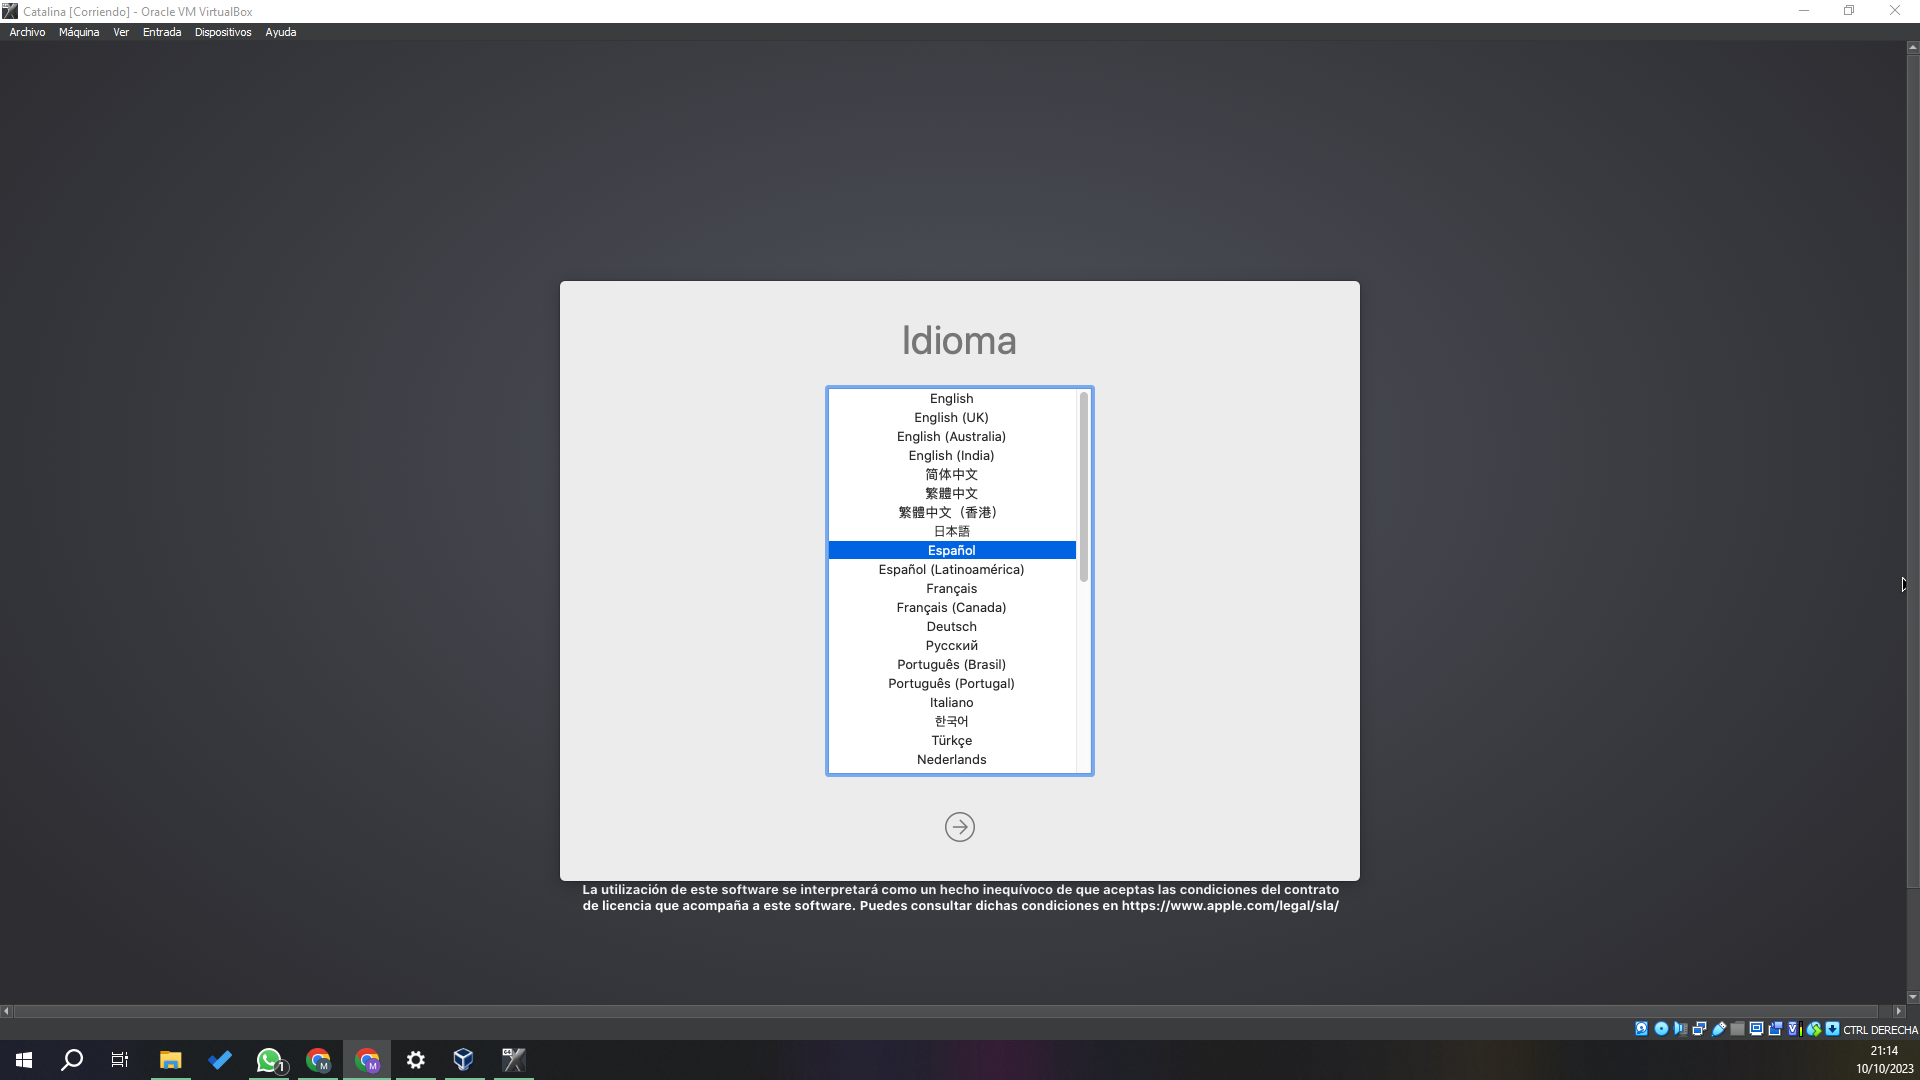 Catalina [Corriendo] - Oracle VM VirtualBox
Archivo Máquina Ver Entrada Dispositivos Ayuda
Idioma
English
English (UK)
English (Australia)
English (India)
简体中文
繁體中文
繁體中文（香港）
日本語
Español
Español (Latinoamérica)
Français
Français (Canada)
Deutsch
Русский
Português (Brasil)
Português (Portugal)
Italiano
한국어
Türkçe
Nederlands
La utilización de este software se interpretará como un hecho inequívoco de que aceptas las condiciones del contrato
de licencia que acompaña a este software. Puedes consultar dichas condiciones en https://www.apple.com/legal/sla/
CTRL DERECHA
1 M M 64
21:14
10/10/2023